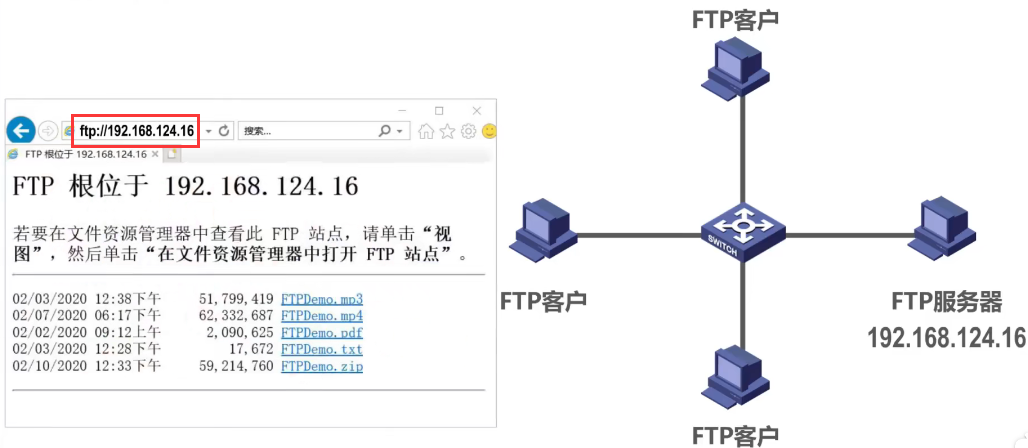 ftp://192.168.124.16
搜索...
FTP 根位于 192.168.124.16
FTP 根位于 192.168.124.16
若要在文件资源管理器中查看此 FTP 站点，请单击“视
图”，然后单击“在文件资源管理器中打开 FTP 站点”。
02/03/2020 12:38下午 51,799,419 FTPDemo.mp3
02/07/2020 06:17下午 62,332,687 FTPDemo.mp4
02/02/2020 09:12上午 2,090,625 FTPDemo.pdf
02/03/2020 12:28下午 17,672 FTPDemo.txt
02/10/2020 12:33下午 59,214,760 FTPDemo.zip
FTP客户
SWITCH
FTP客户
FTP服务器
192.168.124.16
FTP客户